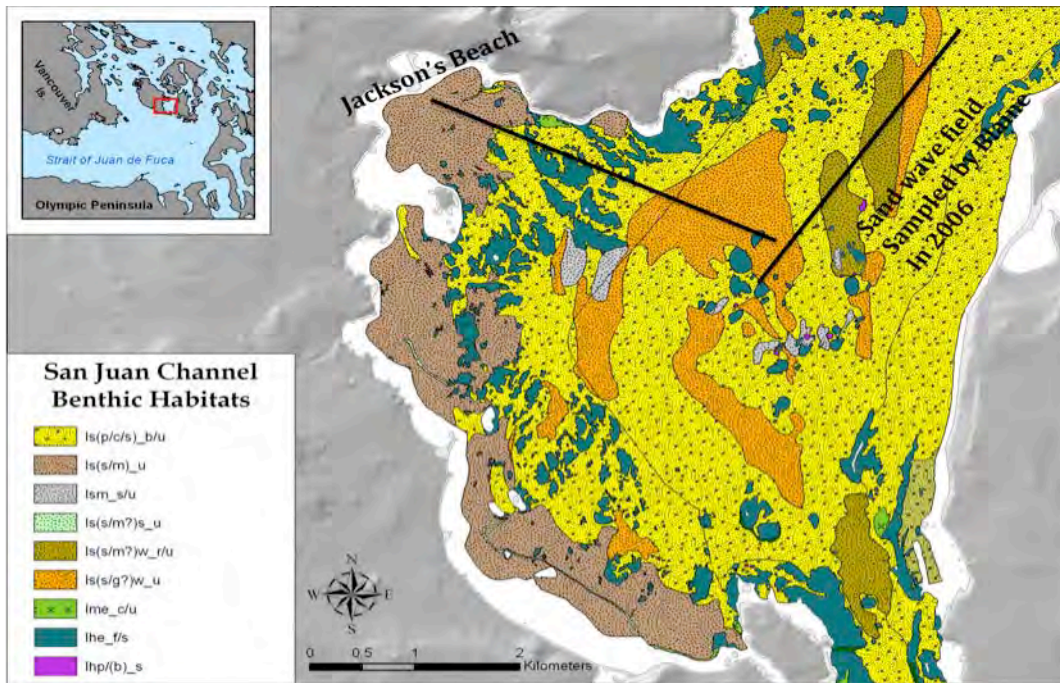 Vancouver
Is.
Strait of Juan de Fuca
Olympic Peninsula
Jackson's Beach
Sand wave field
Sampled by Blaine
In 2006
San Juan Channel
Benthic Habitats
Is(p/c/s)_b/u
Is(s/m)_u
Ism_s/u
Is(s/m?)s_u
Is(s/m?)w_r/u
Is(s/g?)w_u
Ime_c/u
Ihe_f/s
Ihp/(b)_s
N
W E
S
0 0.5 1 2
Kilometers